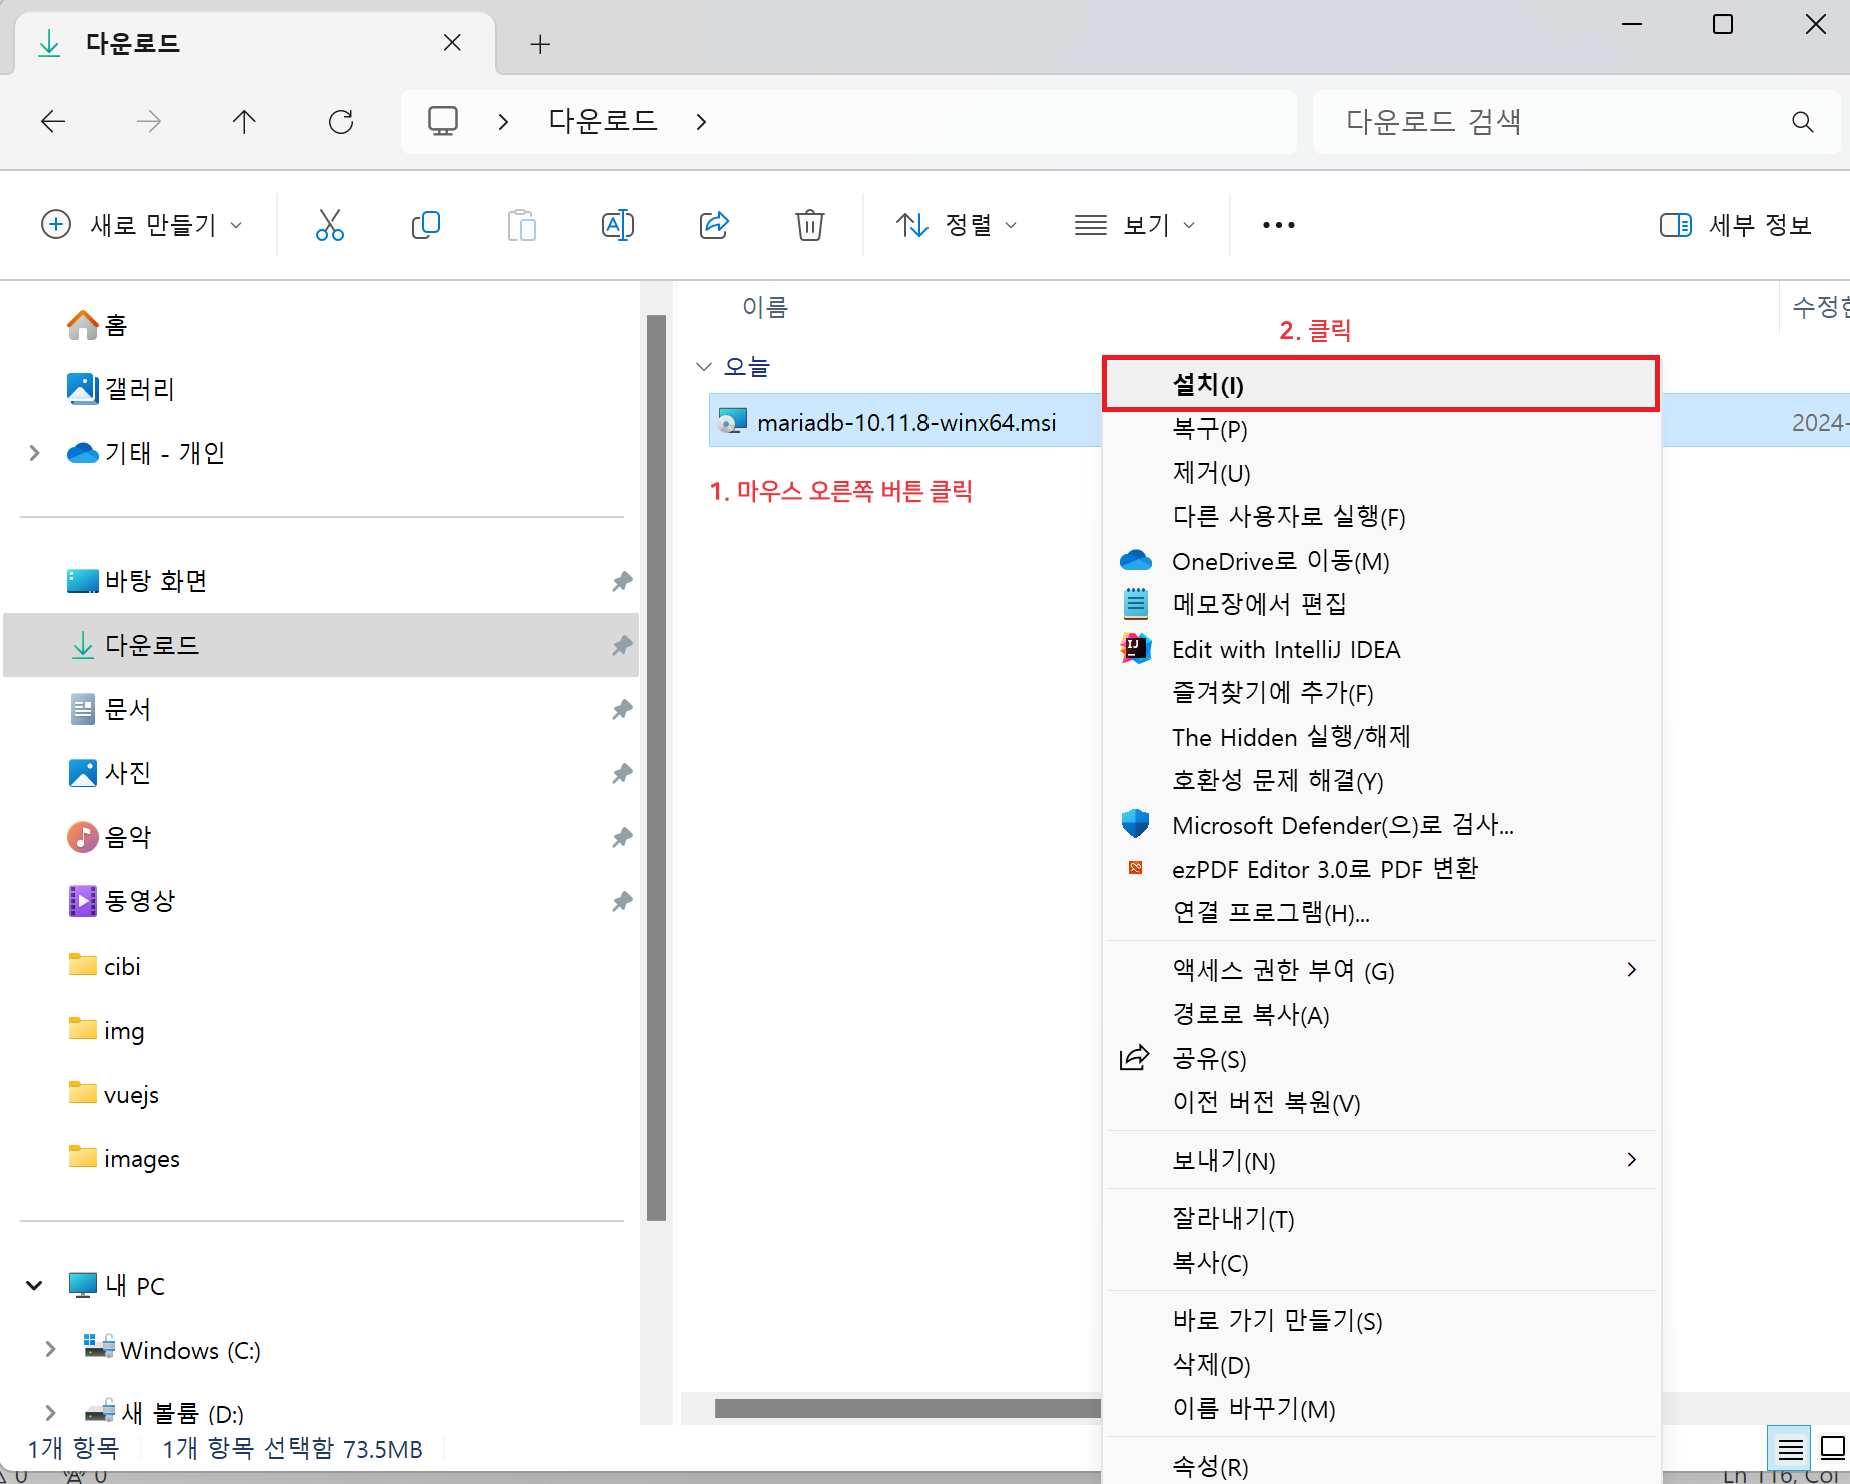 다운로드
다운로드
다운로드 검색
새로 만들기
정렬
보기
세부 정보
홈
갤러리
기태 - 개인
바탕 화면
다운로드
문서
사진
음악
동영상
cibi
img
vuejs
images
내 PC
Windows (C:)
새 볼륨 (D:)
이름
오늘
mariadb-10.11.8-winx64.msi
2024-
1. 마우스 오른쪽 버튼 클릭
2. 클릭
설치(I)
복구(P)
제거(U)
다른 사용자로 실행(F)
OneDrive로 이동(M)
메모장에서 편집
Edit with IntelliJ IDEA
즐겨찾기에 추가(F)
The Hidden 실행/해제
호환성 문제 해결(Y)
Microsoft Defender(으)로 검사...
ezPDF Editor 3.0로 PDF 변환
연결 프로그램(H)...
액세스 권한 부여 (G)
경로로 복사(A)
공유(S)
이전 버전 복원(V)
보내기(N)
잘라내기(T)
복사(C)
바로 가기 만들기(S)
삭제(D)
이름 바꾸기(M)
속성(R)
1개 항목
1개 항목 선택함 73.5MB